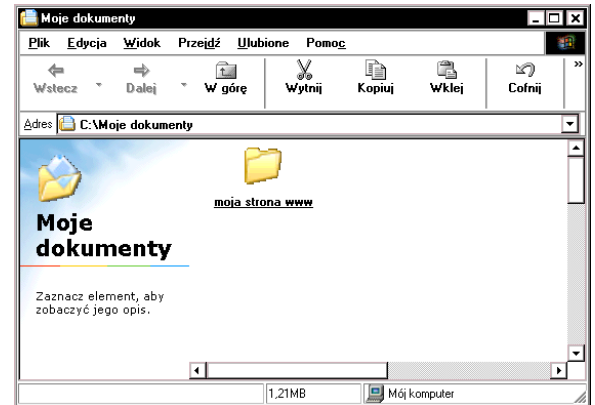 Moje dokumenty
Plik Edycja Widok Przejdź Ulubione Pomoc
Wstecz Dalej W górę Wytnij Kopiuj Wklej Cofnij »
Adres C:\Moje dokumenty
moja strona www
Moje
dokumenty
Zaznacz element, aby
zobaczyć jego opis.
1,21MB Mój komputer